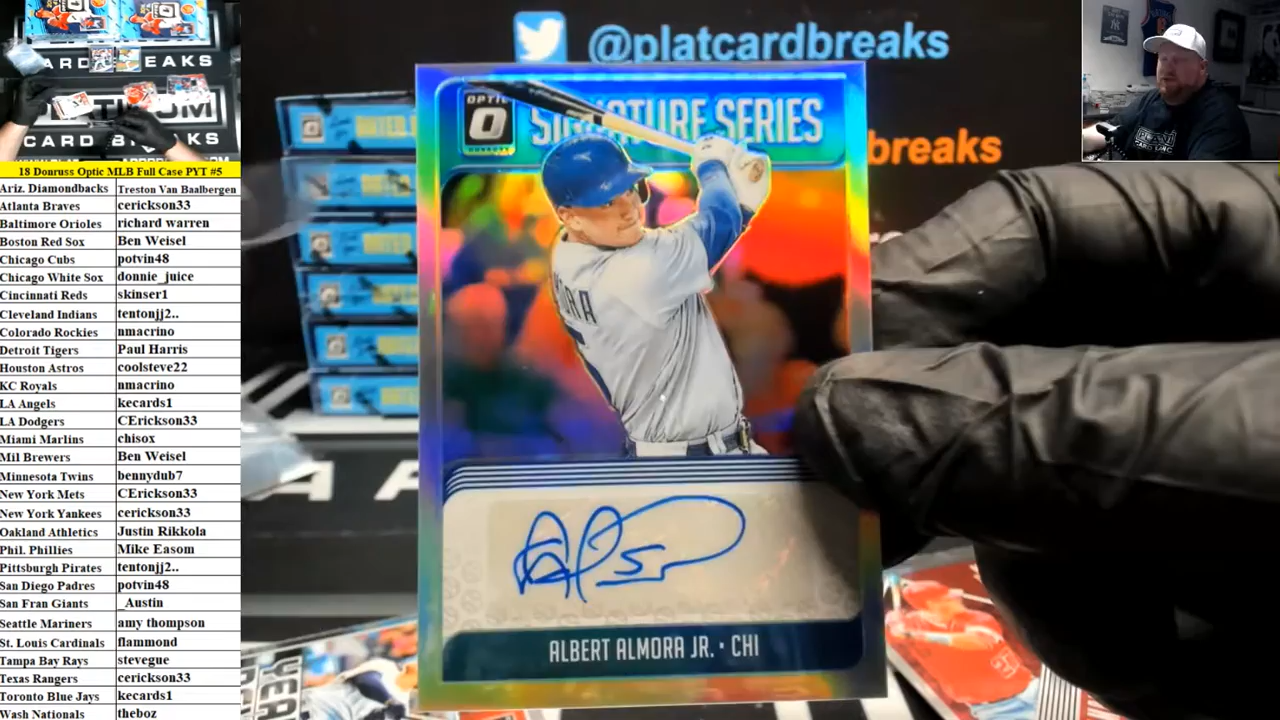 @platcardbreaks
breaks
OPTIC
SIGNATURE SERIES
ALBERT ALMORA JR. • CHI
18 Donruss Optic MLB Full Case PYT #5
Ariz. Diamondbacks Treston Van Baalbergen
Atlanta Braves cerickson33
Baltimore Orioles richard warren
Boston Red Sox Ben Weisel
Chicago Cubs potvin48
Chicago White Sox donnie_juice
Cincinnati Reds skinser1
Cleveland Indians tentonjj2..
Colorado Rockies nmacrino
Detroit Tigers Paul Harris
Houston Astros coolsteve22
KC Royals nmacrino
LA Angels kecards1
LA Dodgers CErickson33
Miami Marlins chisox
Mil Brewers Ben Weisel
Minnesota Twins bennydub7
New York Mets CErickson33
New York Yankees cerickson33
Oakland Athletics Justin Rikkola
Phil. Phillies Mike Easom
Pittsburgh Pirates tentonjj2..
San Diego Padres potvin48
San Fran Giants _Austin
Seattle Mariners amy thompson
St. Louis Cardinals flammond
Tampa Bay Rays stevegue
Texas Rangers cerickson33
Toronto Blue Jays kecards1
Wash Nationals theboz